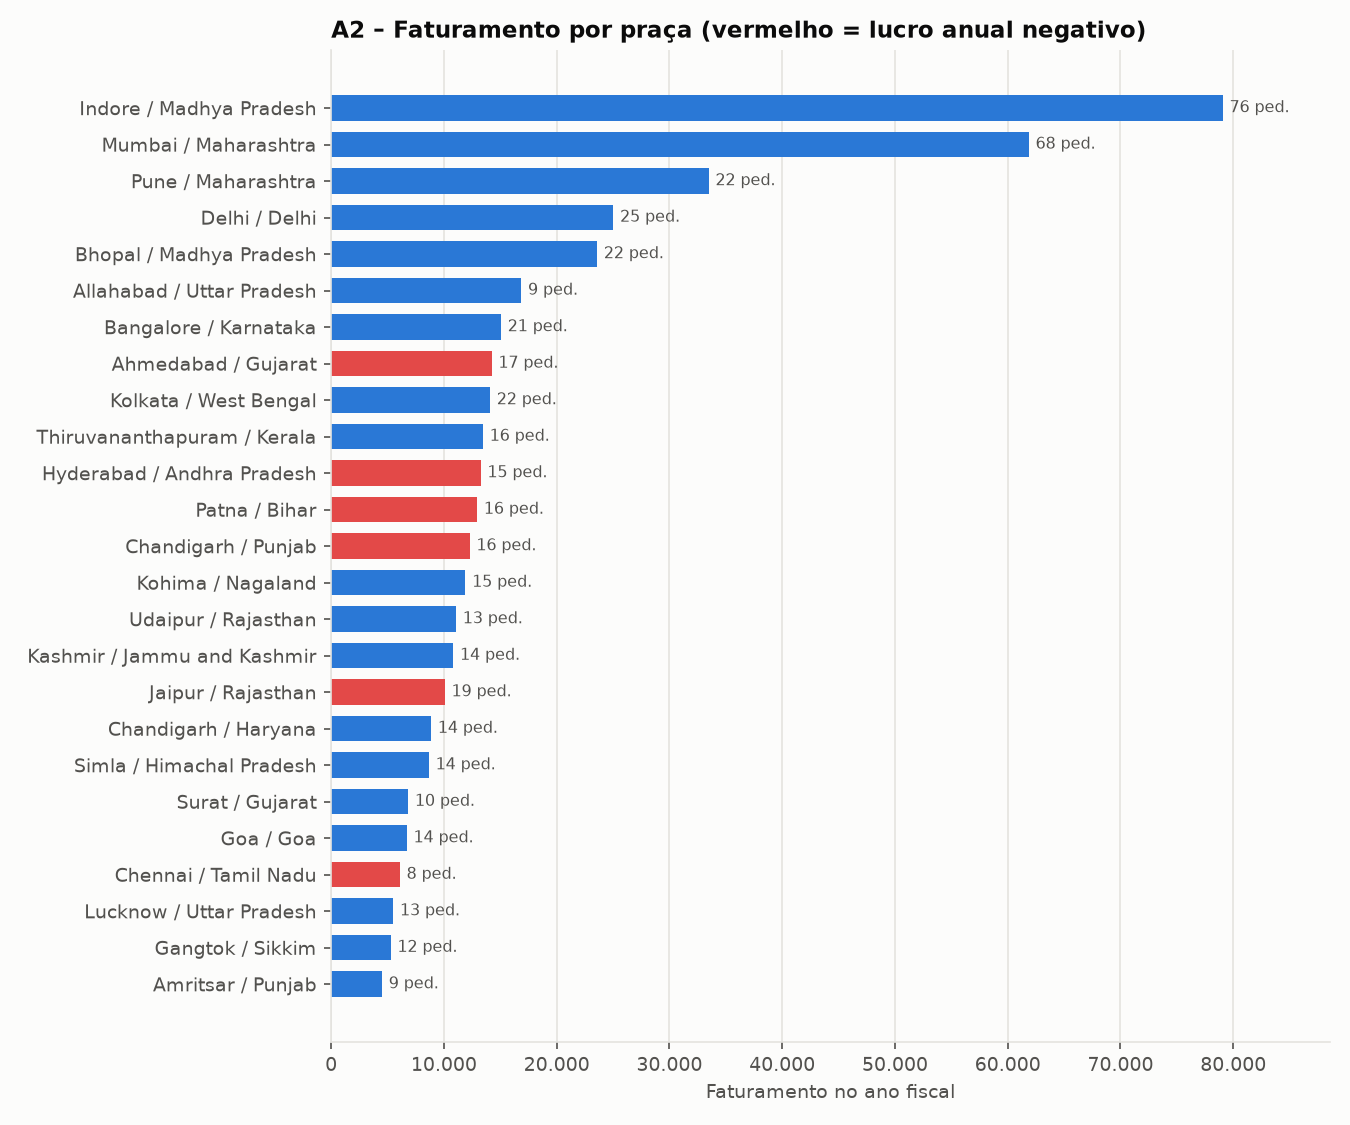 A2 – Faturamento por praça (vermelho = lucro anual negativo)
Indore / Madhya Pradesh 76 ped.
Mumbai / Maharashtra 68 ped.
Pune / Maharashtra 22 ped.
Delhi / Delhi 25 ped.
Bhopal / Madhya Pradesh 22 ped.
Allahabad / Uttar Pradesh 9 ped.
Bangalore / Karnataka 21 ped.
Ahmedabad / Gujarat 17 ped.
Kolkata / West Bengal 22 ped.
Thiruvananthapuram / Kerala 16 ped.
Hyderabad / Andhra Pradesh 15 ped.
Patna / Bihar 16 ped.
Chandigarh / Punjab 16 ped.
Kohima / Nagaland 15 ped.
Udaipur / Rajasthan 13 ped.
Kashmir / Jammu and Kashmir 14 ped.
Jaipur / Rajasthan 19 ped.
Chandigarh / Haryana 14 ped.
Simla / Himachal Pradesh 14 ped.
Surat / Gujarat 10 ped.
Goa / Goa 14 ped.
Chennai / Tamil Nadu 8 ped.
Lucknow / Uttar Pradesh 13 ped.
Gangtok / Sikkim 12 ped.
Amritsar / Punjab 9 ped.
0 10.000 20.000 30.000 40.000 50.000 60.000 70.000 80.000
Faturamento no ano fiscal